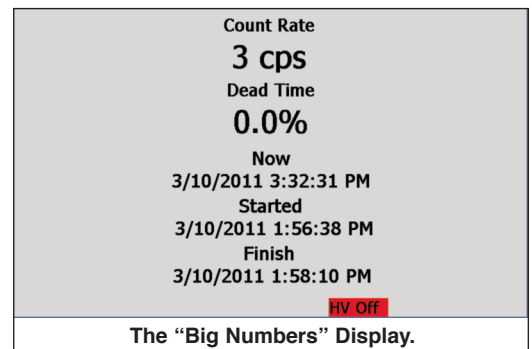 Count Rate
3 cps
Dead Time
0.0%
Now
3/10/2011 3:32:31 PM
Started
3/10/2011 1:56:38 PM
Finish
3/10/2011 1:58:10 PM
HV Off
The “Big Numbers” Display.